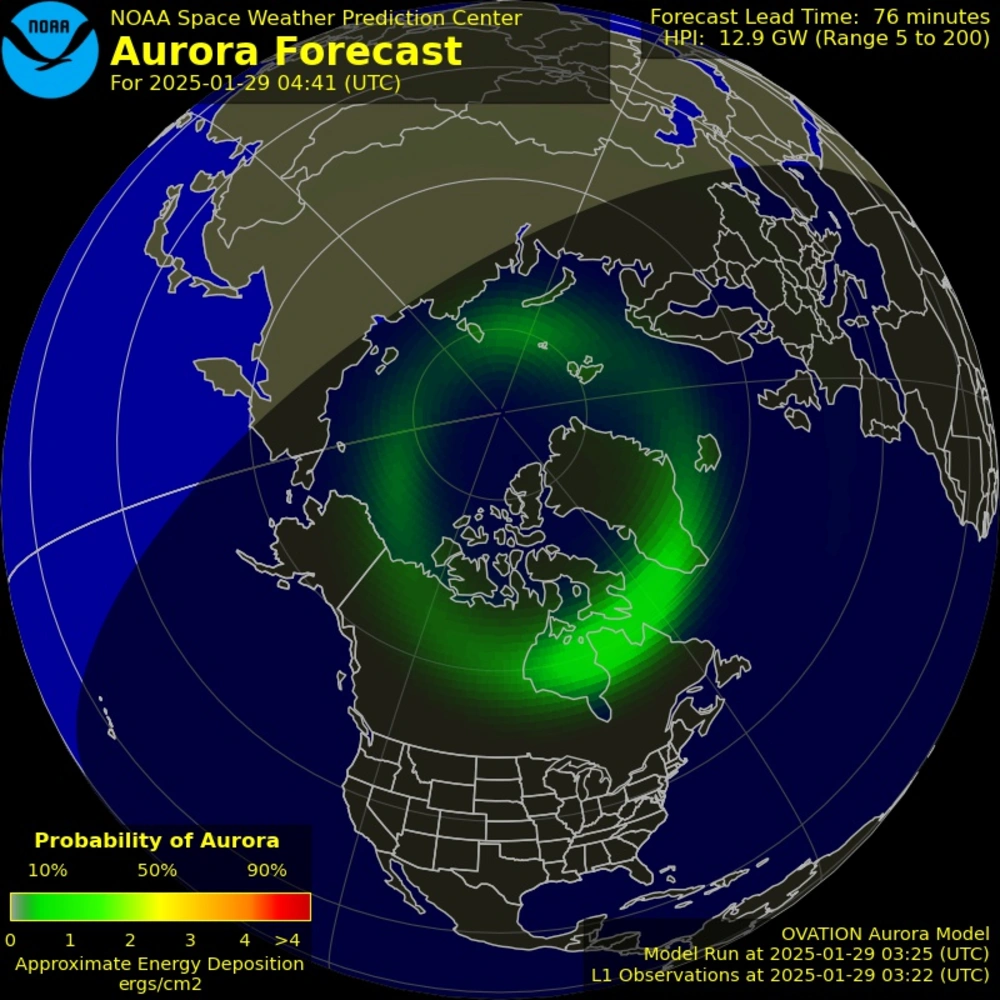 NOAA
NOAA Space Weather Prediction Center
Aurora Forecast
For 2025-01-29 04:41 (UTC)
Forecast Lead Time: 76 minutes
HPI: 12.9 GW (Range 5 to 200)
Probability of Aurora
10% 50% 90%
0 1 2 3 4 >4
Approximate Energy Deposition
ergs/cm2
OVATION Aurora Model
Model Run at 2025-01-29 03:25 (UTC)
L1 Observations at 2025-01-29 03:22 (UTC)